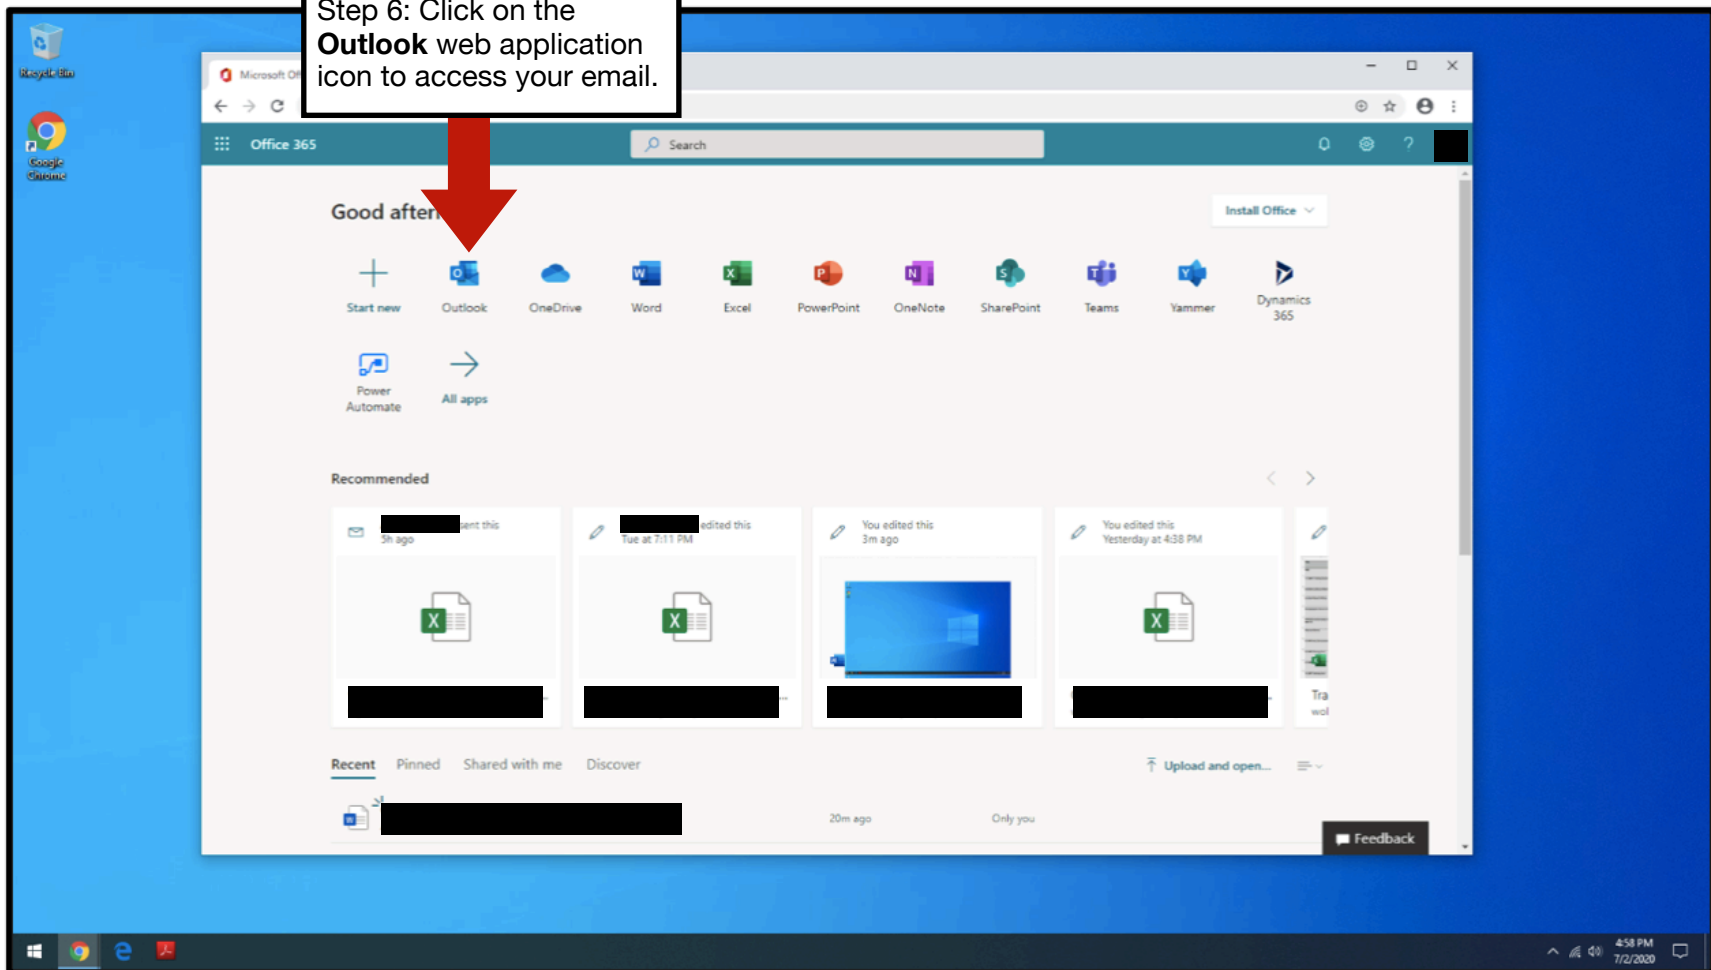 Step 6: Click on the
Outlook web application
icon to access your email.
Recycle Bin
Google
Chrome
Microsoft Of
Office 365
Search
?
Good after
Install Office
Start new
Outlook
OneDrive
Word
Excel
PowerPoint
OneNote
SharePoint
Teams
Yammer
Dynamics
365
Power
Automate
All apps
Recommended
sent this
5h ago
edited this
Tue at 7:11 PM
You edited this
3m ago
You edited this
Yesterday at 4:38 PM
Tra
wol
Recent
Pinned
Shared with me
Discover
Upload and open...
20m ago
Only you
Feedback
4:58 PM
7/2/2020